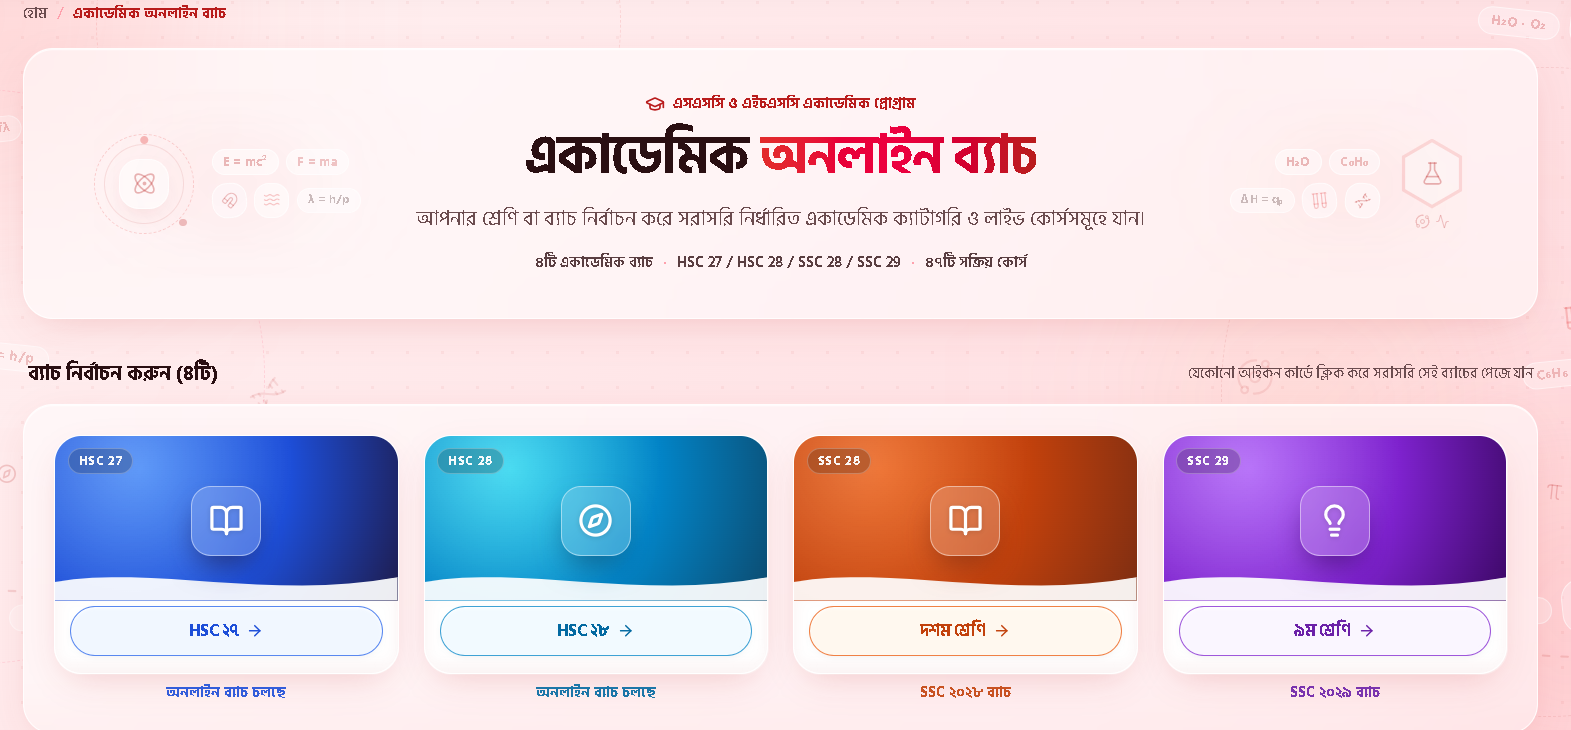 হোম / একাডেমিক অনলাইন ব্যাচ
H₂O · O₂
এসএসসি ও এইচএসসি একাডেমিক প্রোগ্রাম
একাডেমিক অনলাইন ব্যাচ
E = mc² F = ma
λ = h/p
H₂O C₆H₆
ΔH = qₚ
আপনার শ্রেণি বা ব্যাচ নির্বাচন করে সরাসরি নির্ধারিত একাডেমিক ক্যাটাগরি ও লাইভ কোর্সসমূহে যান।
৪টি একাডেমিক ব্যাচ · HSC 27 / HSC 28 / SSC 28 / SSC 29 · ৪৭টি সক্রিয় কোর্স
= h/p
ব্যাচ নির্বাচন করুন (৪টি)
যেকোনো আইকন কার্ডে ক্লিক করে সরাসরি সেই ব্যাচের পেজে যান
C₆H₆
HSC 27
HSC 28
SSC 28
SSC 29
π
HSC ২৭ →
HSC ২৮ →
দশম শ্রেণি →
৯ম শ্রেণি →
অনলাইন ব্যাচ চলছে
অনলাইন ব্যাচ চলছে
SSC ২০২৮ ব্যাচ
SSC ২০২৯ ব্যাচ